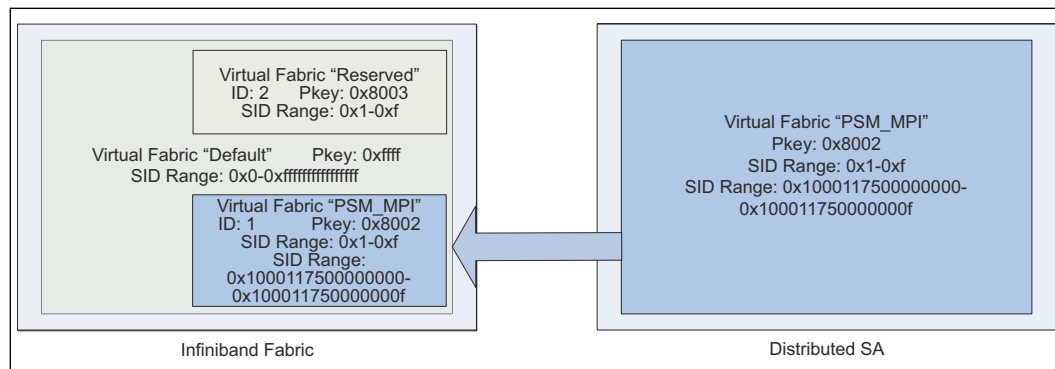 Virtual Fabric “Reserved”
ID: 2 Pkey: 0x8003
SID Range: 0x1-0xf
Virtual Fabric “Default” Pkey: 0xffff
SID Range: 0x0-0xffffffffffffffff
Virtual Fabric “PSM_MPI”
ID: 1 Pkey: 0x8002
SID Range: 0x1-0xf
SID Range:
0x1000117500000000-
0x100011750000000f
Infiniband Fabric
Virtual Fabric “PSM_MPI”
Pkey: 0x8002
SID Range: 0x1-0xf
SID Range: 0x1000117500000000-
0x100011750000000f
Distributed SA